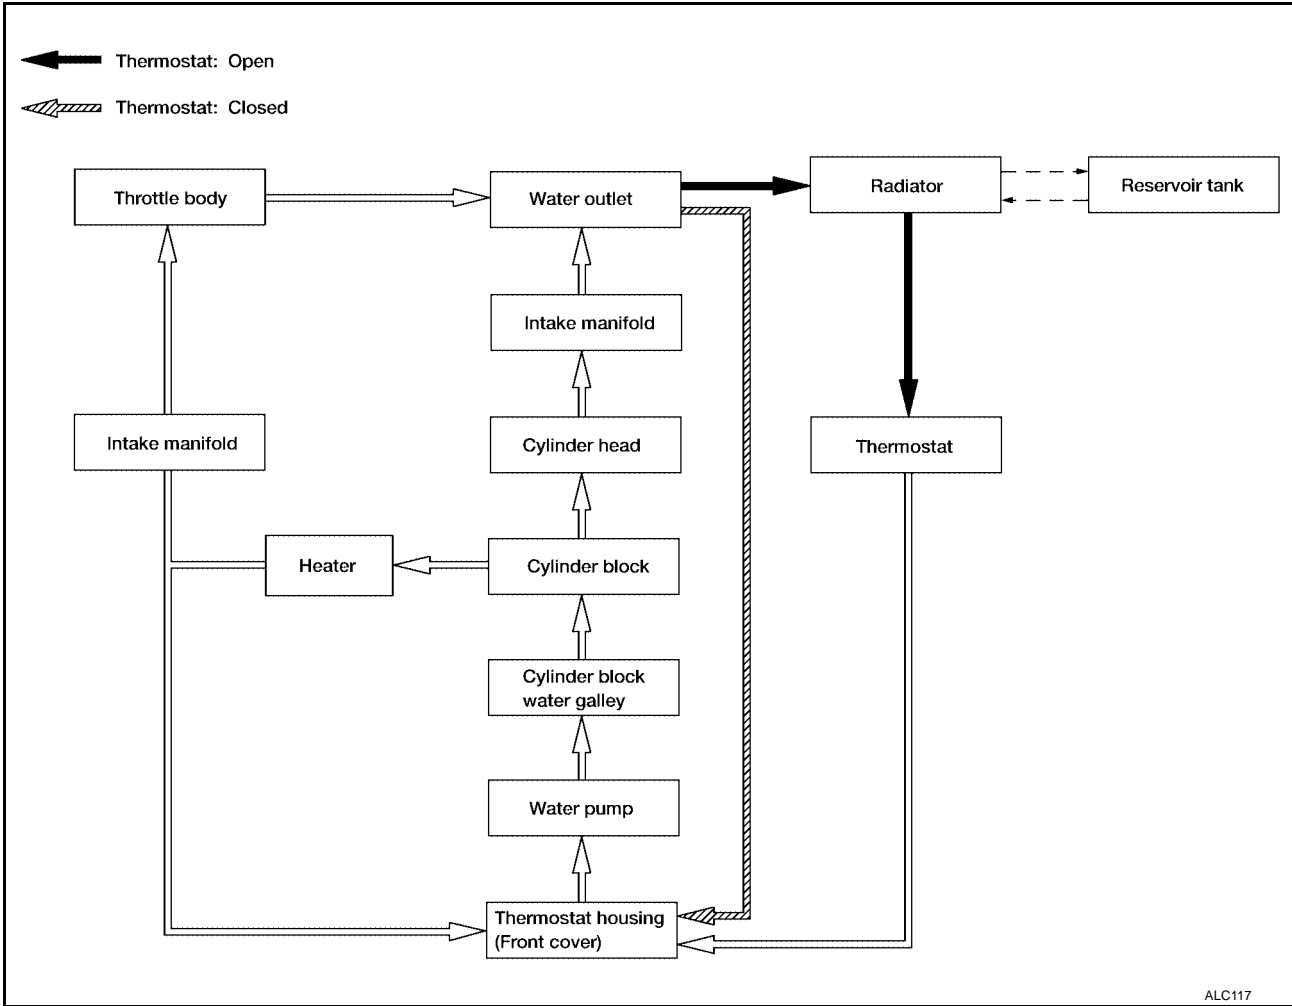 Thermostat: Open
Thermostat: Closed
Throttle body
Water outlet
Radiator
Reservoir tank
Intake manifold
Intake manifold
Cylinder head
Thermostat
Heater
Cylinder block
Cylinder block
water galley
Water pump
Thermostat housing
(Front cover)
ALC117